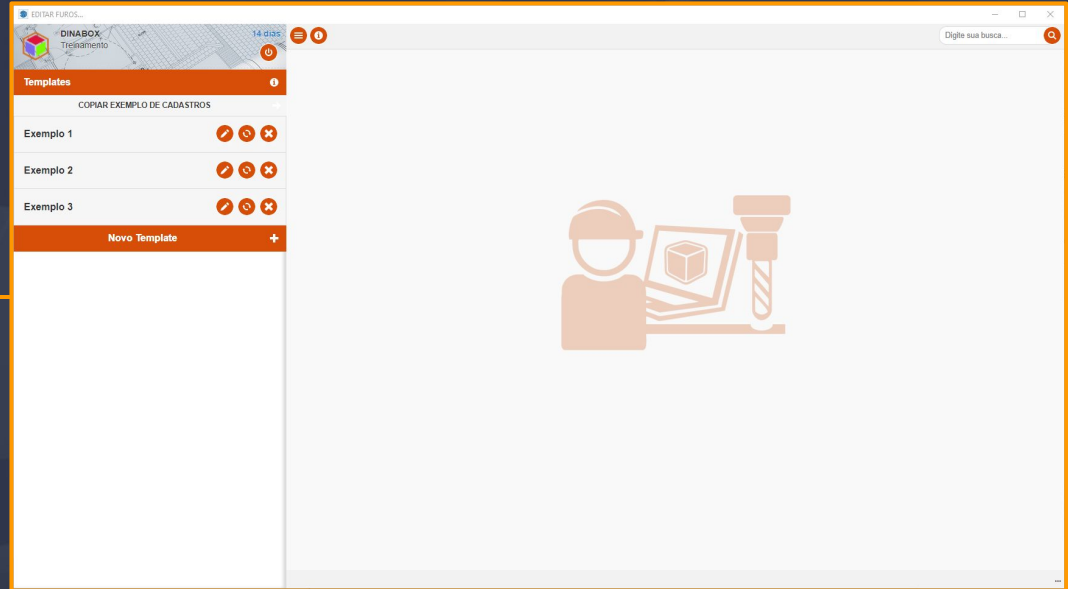 EDITAR FUROS...
DINABOX
Treinamento
14 dias
Digite sua busca...
Templates
COPIAR EXEMPLO DE CADASTROS
Exemplo 1
Exemplo 2
Exemplo 3
Novo Template